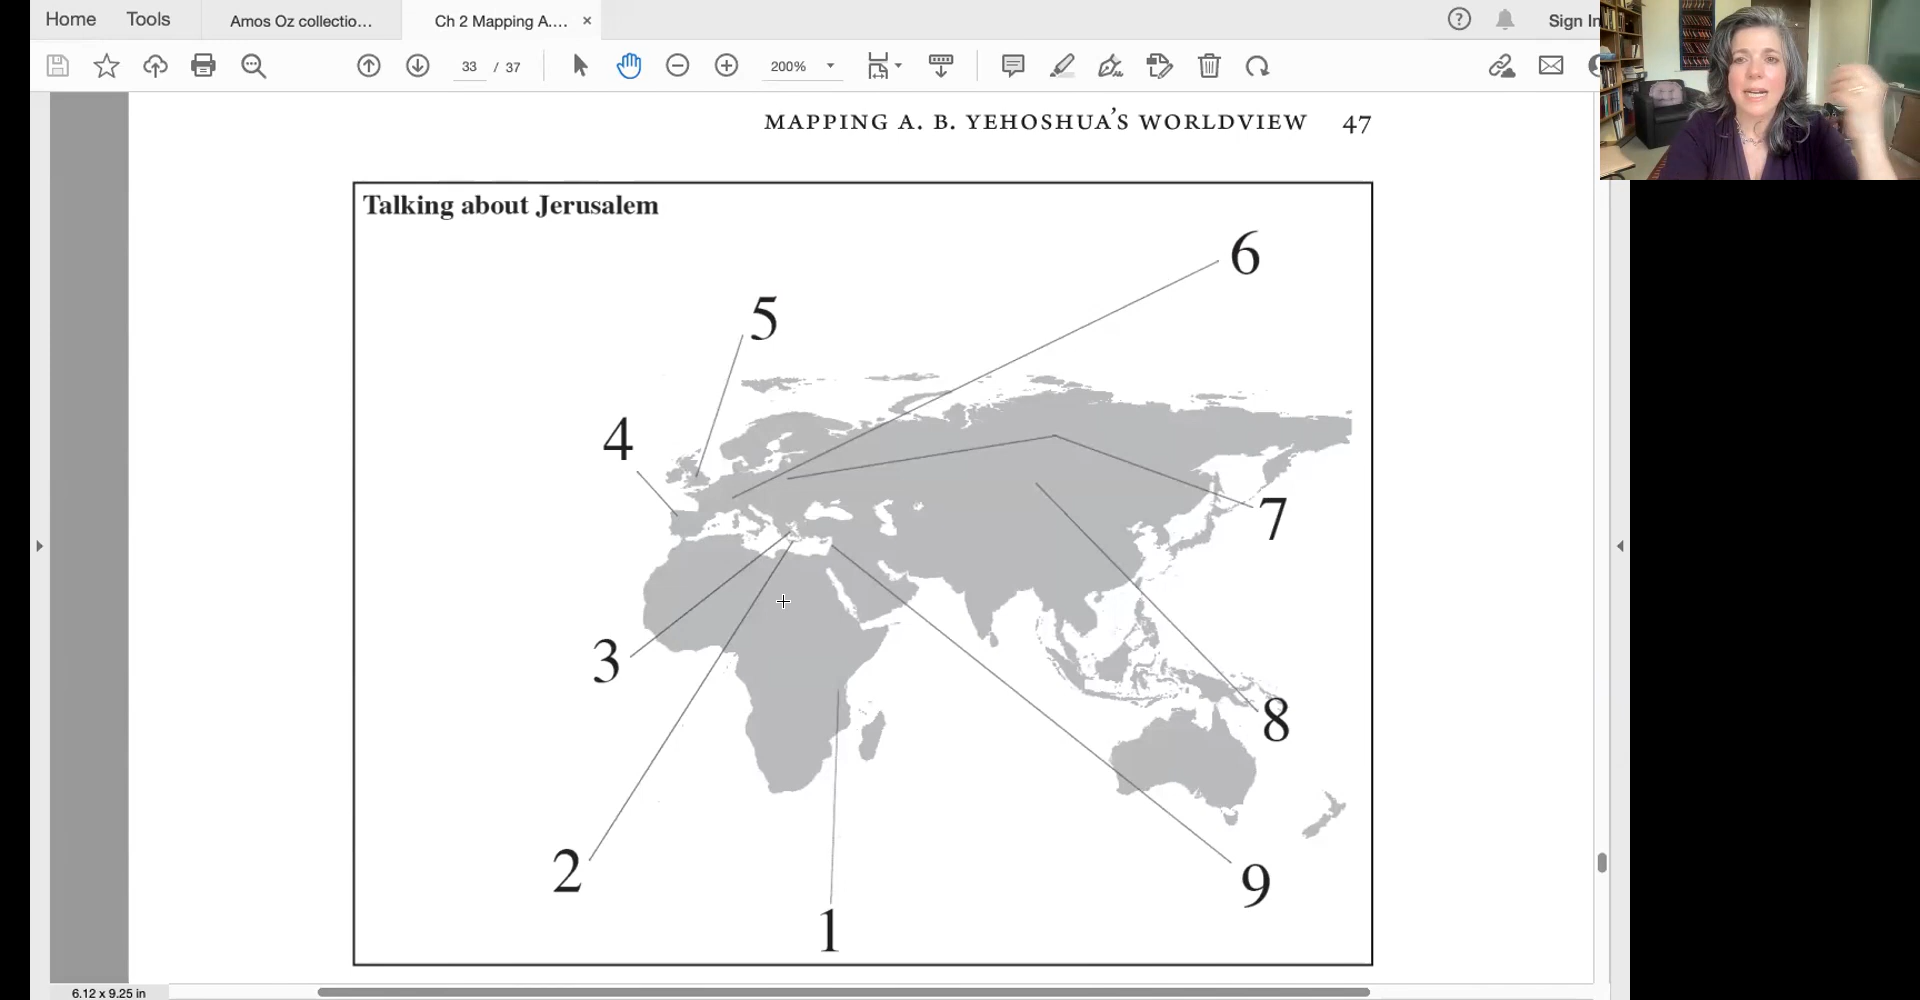 Home Tools Amos Oz collectio... Ch 2 Mapping A.... × ? Sign In
33 / 37 200%
MAPPING A. B. YEHOSHUA'S WORLDVIEW 47
Talking about Jerusalem
6
5
4
7
3
8
2
9
1
6.12 x 9.25 in